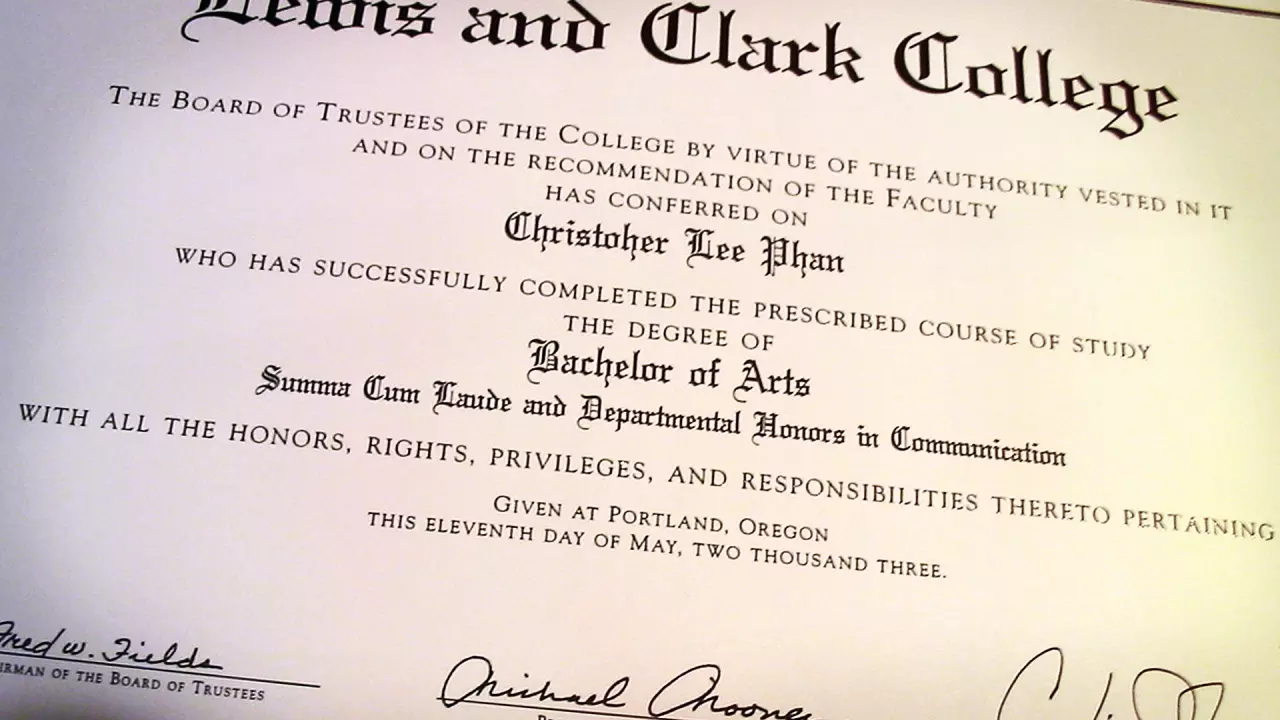 Lewis and Clark College
THE BOARD OF TRUSTEES OF THE COLLEGE BY VIRTUE OF THE AUTHORITY VESTED IN IT
AND ON THE RECOMMENDATION OF THE FACULTY
HAS CONFERRED ON
Christoher Lee Phan
WHO HAS SUCCESSFULLY COMPLETED THE PRESCRIBED COURSE OF STUDY
THE DEGREE OF
Bachelor of Arts
Summa Cum Laude and Departmental Honors in Communication
WITH ALL THE HONORS, RIGHTS, PRIVILEGES, AND RESPONSIBILITIES THERETO PERTAINING
GIVEN AT PORTLAND, OREGON
THIS ELEVENTH DAY OF MAY, TWO THOUSAND THREE.
Fred W. Fields
OF THE BOARD OF TRUSTEES
Michael Mooney